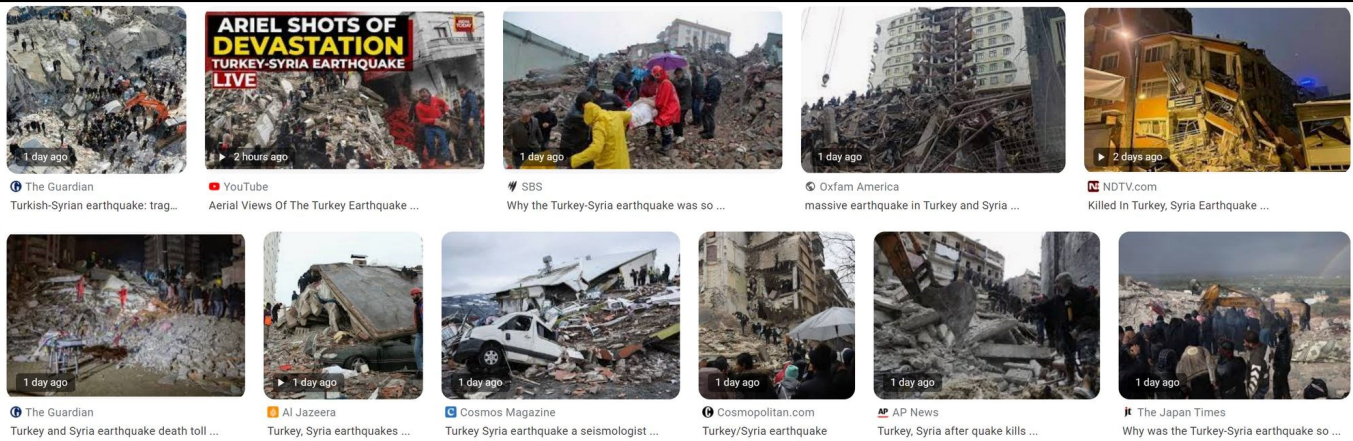 ARIEL SHOTS OF
DEVASTATION
TURKEY-SYRIA EARTHQUAKE
LIVE
1 day ago
2 hours ago
1 day ago
1 day ago
2 days ago
The Guardian
YouTube
SBS
Oxfam America
NDTV.com
Turkish-Syrian earthquake: trag...
Aerial Views Of The Turkey Earthquake ...
Why the Turkey-Syria earthquake was so ...
massive earthquake in Turkey and Syria ...
Killed In Turkey, Syria Earthquake ...
1 day ago
1 day ago
1 day ago
1 day ago
1 day ago
1 day ago
The Guardian
Al Jazeera
Cosmos Magazine
Cosmopolitan.com
AP AP News
jt The Japan Times
Turkey and Syria earthquake death toll ...
Turkey, Syria earthquakes ...
Turkey Syria earthquake a seismologist ...
Turkey/Syria earthquake
Turkey, Syria after quake kills ...
Why was the Turkey-Syria earthquake so ...